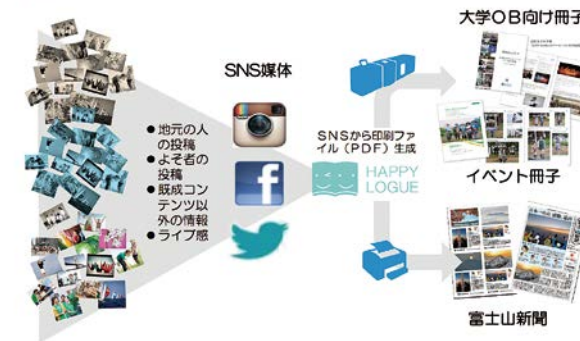 大学OB向け冊子
SNS媒体
● 地元の人
の投稿
● よそ者の
投稿
● 既成コン
テンツ以
外の情報
● ライブ感
SNSから印刷ファ
イル（PDF）生成
HAPPY
LOGUE
イベント冊子
富士山新聞